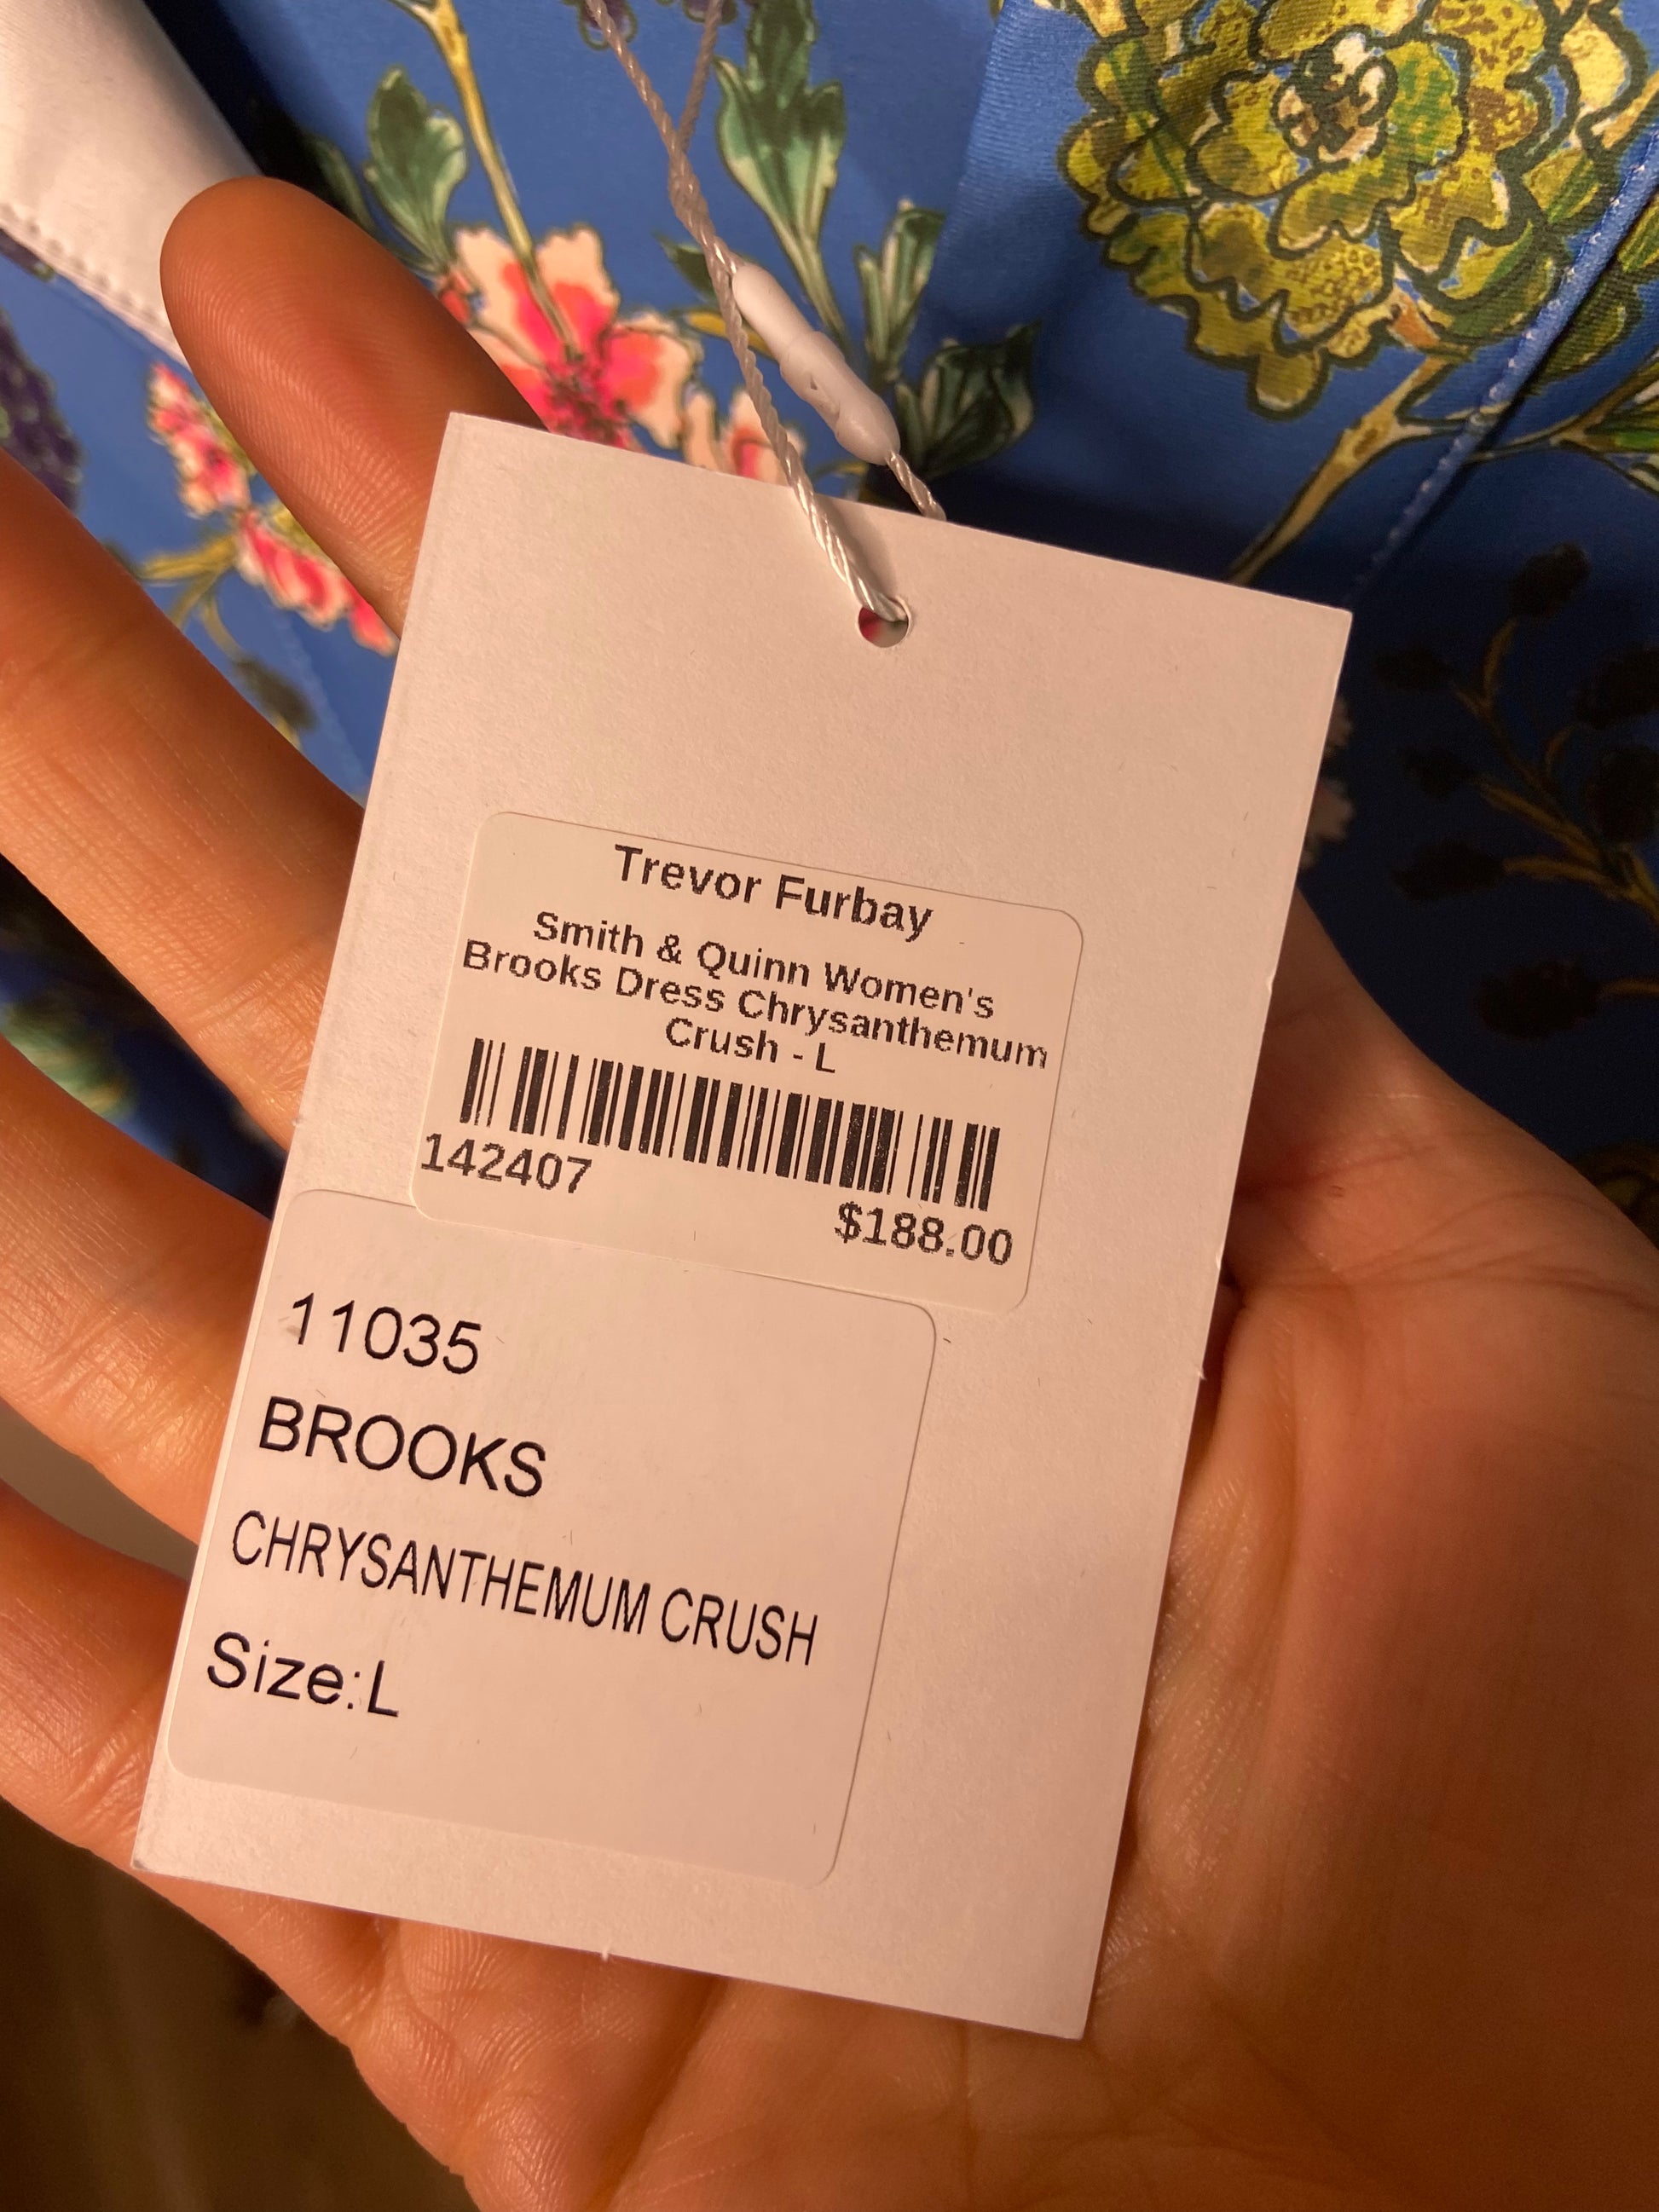 Trevor Furbay
Smith & Quinn Women's
Brooks Dress Chrysanthemum
Crush - L
142407
$188.00
11035
BROOKS
CHRYSANTHEMUM CRUSH
Size:L